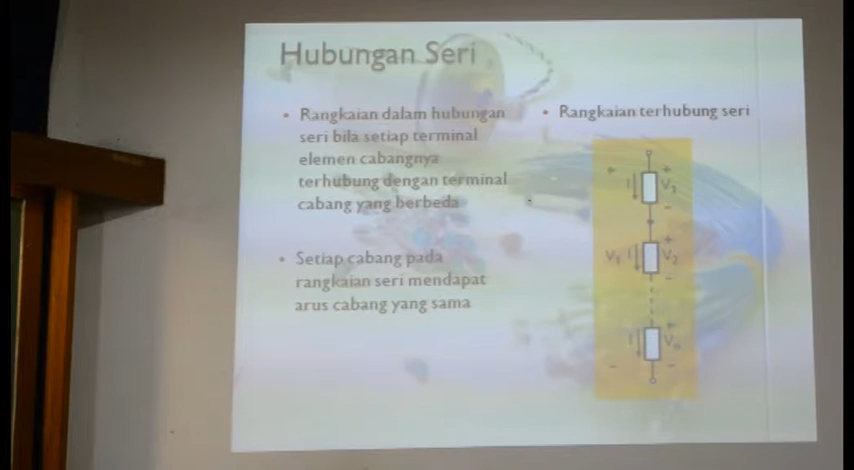 Hubungan Seri
• Rangkaian dalam hubungan
seri bila setiap terminal
elemen cabangnya
terhubung dengan terminal
cabang yang berbeda
• Setiap cabang pada
rangkaian seri mendapat
arus cabang yang sama
• Rangkaian terhubung seri
+
+
I
V₁
−
+
I
V₂
−
+
I
−
−